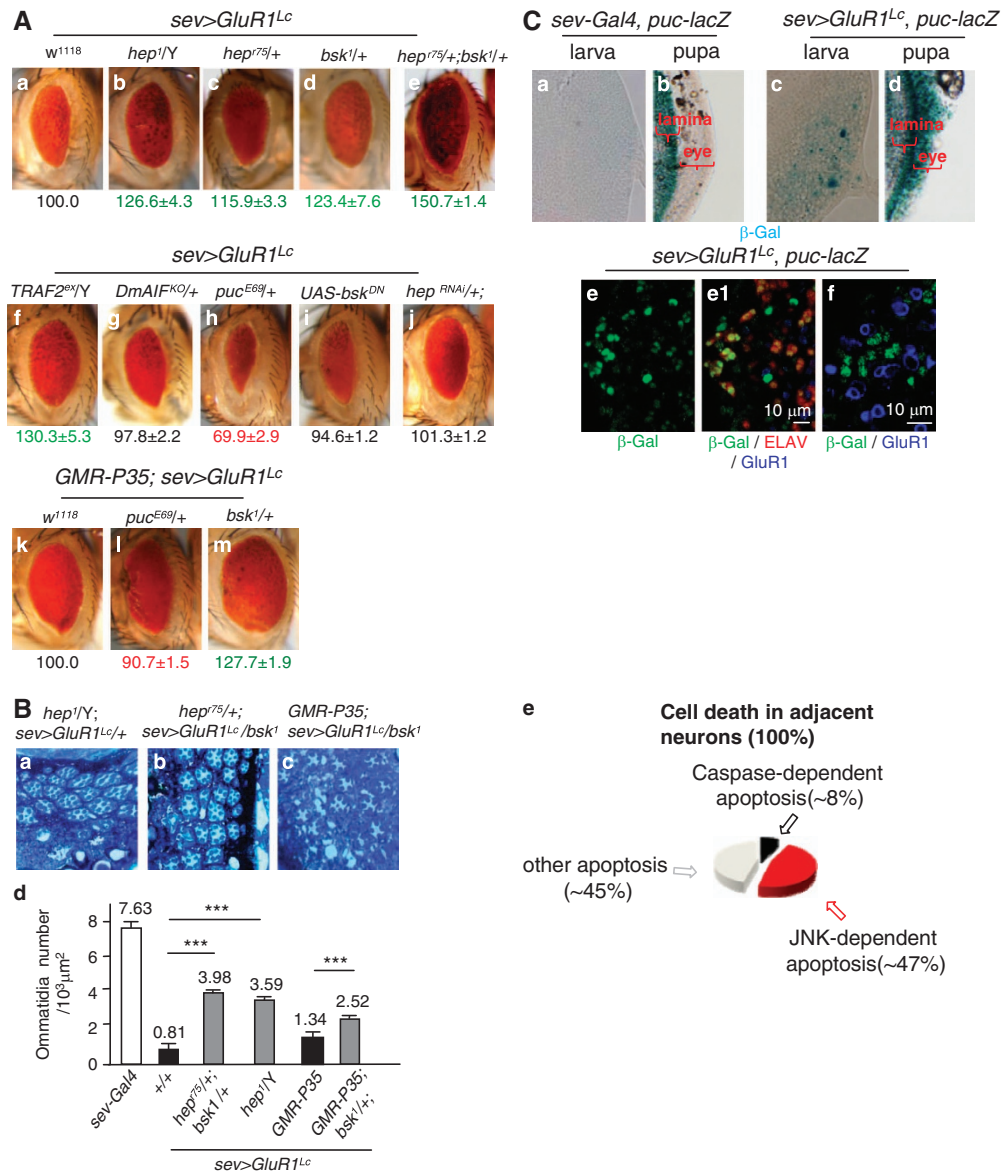 A
sev>GluR1Lc
w1118 hep1/Y hepr75/+ bsk1/+ hepr75/+;bsk1/+
a b c d e
100.0 126.6±4.3 115.9±3.3 123.4±7.6 150.7±1.4
sev>GluR1Lc
TRAF2ex/Y DmAIFKO/+ pucE69/+ UAS-bskDN hep RNAi/+;
f g h i j
130.3±5.3 97.8±2.2 69.9±2.9 94.6±1.2 101.3±1.2
GMR-P35; sev>GluR1Lc
w1118 pucE69/+ bsk1/+
k l m
100.0 90.7±1.5 127.7±1.9
B
hep1/Y; hepr75/+; GMR-P35;
sev>GluR1Lc/+ sev>GluR1Lc/bsk1 sev>GluR1Lc/bsk1
a b c
d
Ommatidia number
/10³µm²
8
6
4
2
0
7.63
0.81
3.98
3.59
1.34
2.52
***
***
***
sev-Gal4
+/+
hepr75/+;
bsk1/+
hep1/Y
GMR-P35
GMR-P35;
bsk1/+;
sev>GluR1Lc
C
sev-Gal4, puc-lacZ sev>GluR1Lc, puc-lacZ
larva pupa larva pupa
a b c d
lamina lamina
eye eye
β-Gal
sev>GluR1Lc, puc-lacZ
e e1 f
10 µm 10 µm
β-Gal β-Gal / ELAV β-Gal / GluR1
/ GluR1
e
Cell death in adjacent
neurons (100%)
Caspase-dependent
apoptosis(~8%)
other apoptosis
(~45%)
JNK-dependent
apoptosis(~47%)